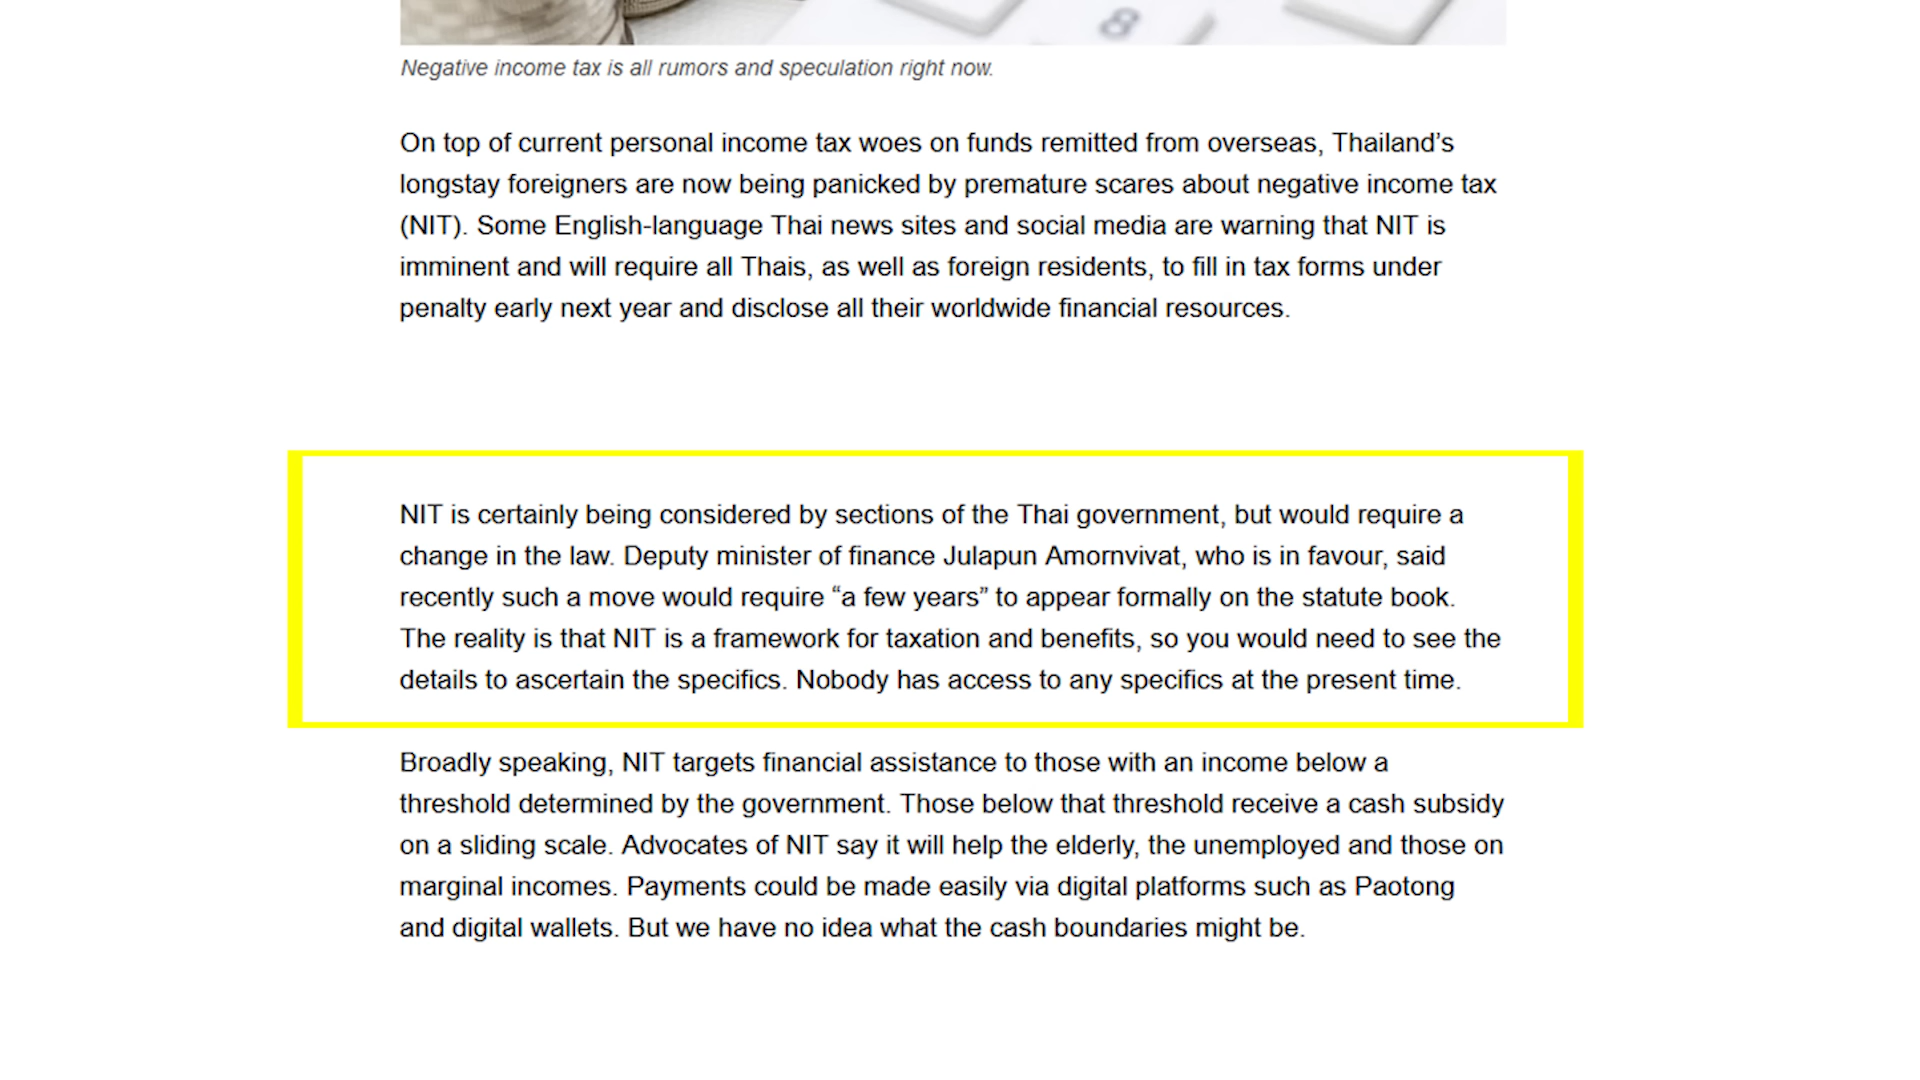 8
Negative income tax is all rumors and speculation right now.
On top of current personal income tax woes on funds remitted from overseas, Thailand’s
longstay foreigners are now being panicked by premature scares about negative income tax
(NIT). Some English-language Thai news sites and social media are warning that NIT is
imminent and will require all Thais, as well as foreign residents, to fill in tax forms under
penalty early next year and disclose all their worldwide financial resources.
NIT is certainly being considered by sections of the Thai government, but would require a
change in the law. Deputy minister of finance Julapun Amornvivat, who is in favour, said
recently such a move would require “a few years” to appear formally on the statute book.
The reality is that NIT is a framework for taxation and benefits, so you would need to see the
details to ascertain the specifics. Nobody has access to any specifics at the present time.
Broadly speaking, NIT targets financial assistance to those with an income below a
threshold determined by the government. Those below that threshold receive a cash subsidy
on a sliding scale. Advocates of NIT say it will help the elderly, the unemployed and those on
marginal incomes. Payments could be made easily via digital platforms such as Paotong
and digital wallets. But we have no idea what the cash boundaries might be.